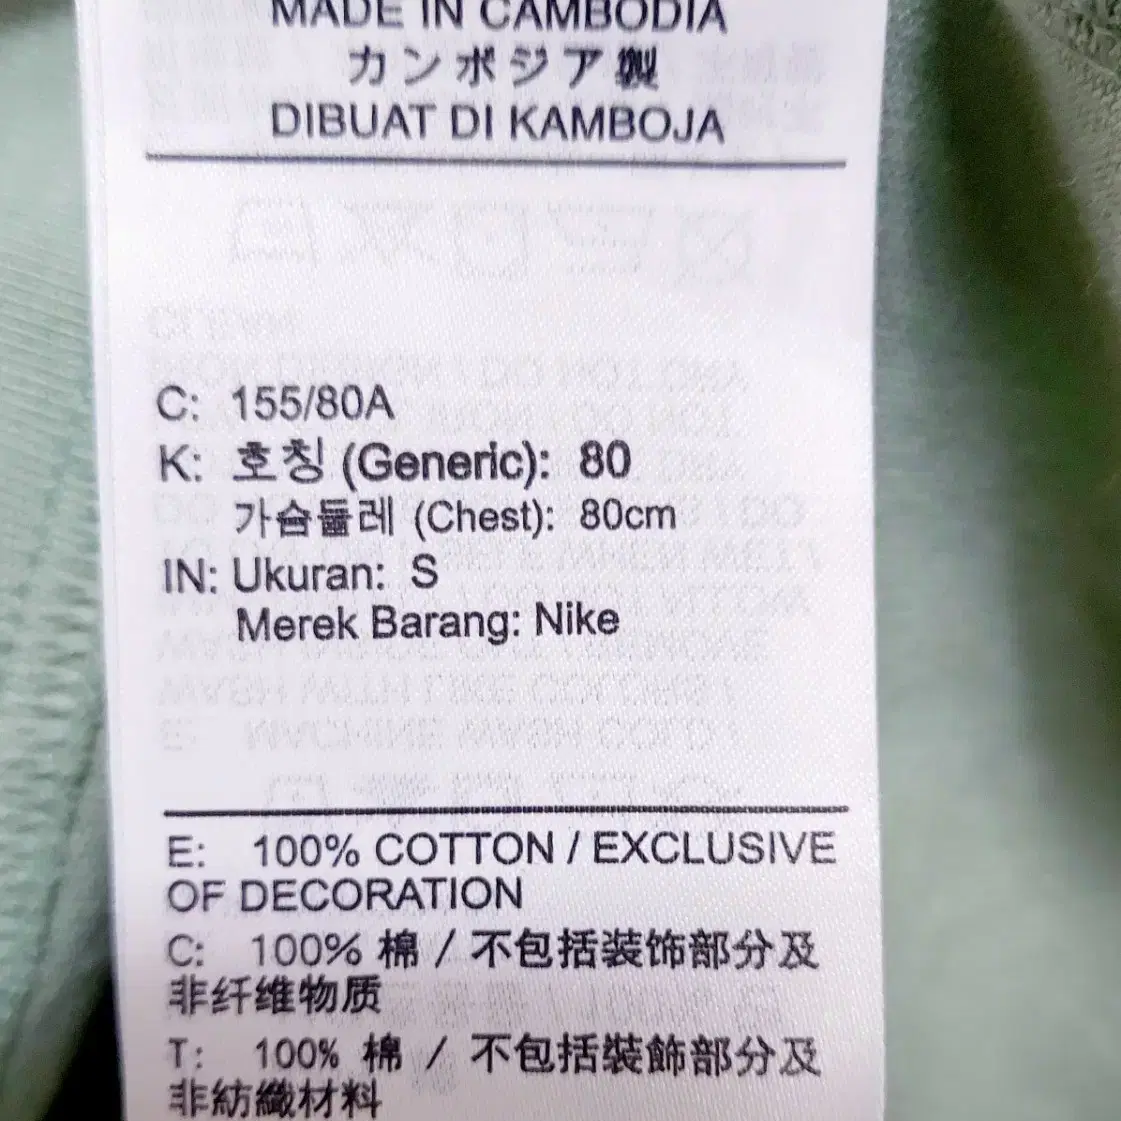 MADE IN CAMBODIA
カンボジア製
DIBUAT DI KAMBOJA
C: 155/80A
K: 호칭 (Generic): 80
가슴둘레 (Chest): 80cm
IN: Ukuran: S
Merek Barang: Nike
E: 100% COTTON / EXCLUSIVE
OF DECORATION
C: 100% 棉 / 不包括装饰部分及
非纤维物质
T: 100% 棉 / 不包括裝飾部分及
非紡織材料